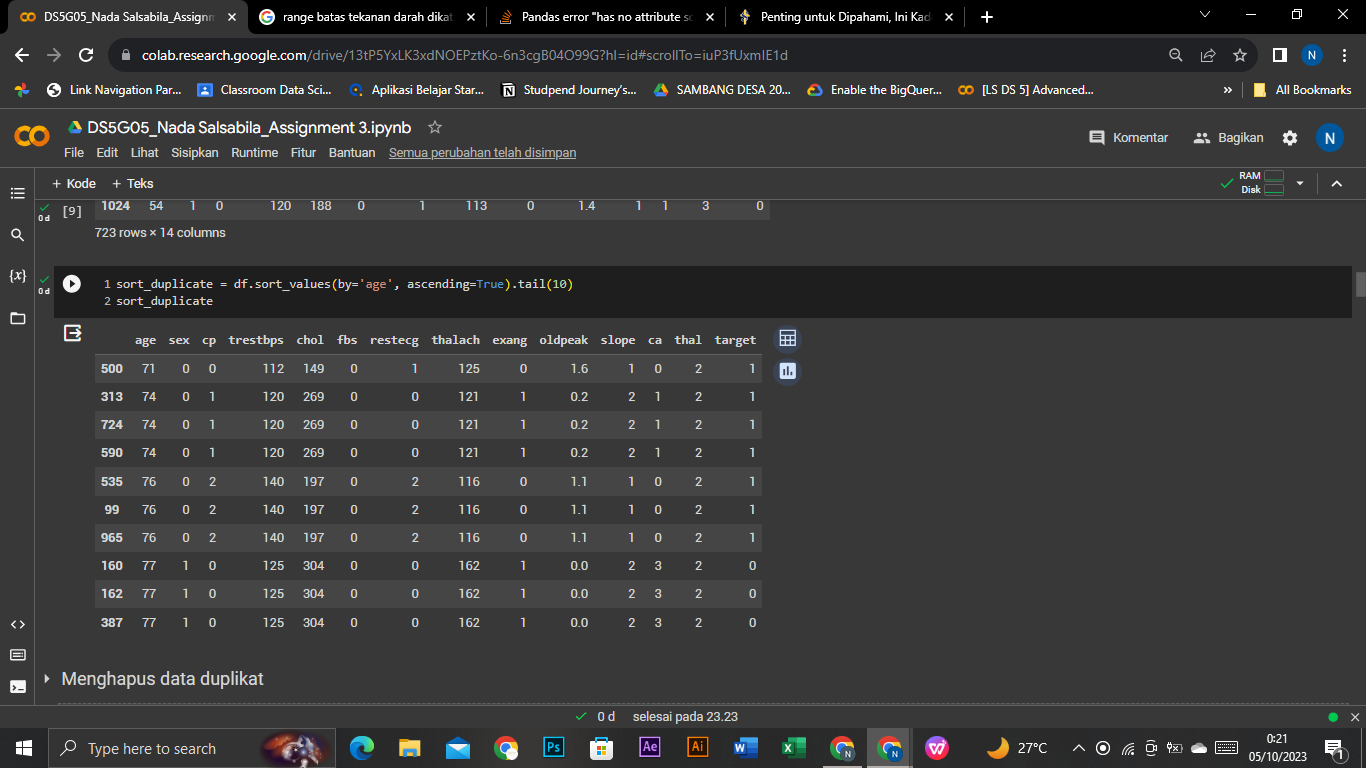 DS5G05_Nada Salsabila_Assignm
range batas tekanan darah dikat
Pandas error "has no attribute so
Penting untuk Dipahami, Ini Kad
colab.research.google.com/drive/13tP5YxLK3xdNOEPztKo-6n3cgB04O99G?hl=id#scrollTo=iuP3fUxmIE1d
N
Link Navigation Par...
Classroom Data Sci...
Aplikasi Belajar Star...
Studpend Journey's...
SAMBANG DESA 20...
Enable the BigQuer...
[LS DS 5] Advanced...
»
All Bookmarks
DS5G05_Nada Salsabila_Assignment 3.ipynb
Komentar
Bagikan
N
File Edit Lihat Sisipkan Runtime Fitur Bantuan Semua perubahan telah disimpan
+ Kode + Teks
RAM
Disk
0 d
[9]
1024 54 1 0 120 188 0 1 113 0 1.4 1 1 3 0
723 rows × 14 columns
{x}
0 d
1 sort_duplicate = df.sort_values(by='age', ascending=True).tail(10)
2 sort_duplicate
age sex cp trestbps chol fbs restecg thalach exang oldpeak slope ca thal target
500 71 0 0 112 149 0 1 125 0 1.6 1 0 2 1
313 74 0 1 120 269 0 0 121 1 0.2 2 1 2 1
724 74 0 1 120 269 0 0 121 1 0.2 2 1 2 1
590 74 0 1 120 269 0 0 121 1 0.2 2 1 2 1
535 76 0 2 140 197 0 2 116 0 1.1 1 0 2 1
99 76 0 2 140 197 0 2 116 0 1.1 1 0 2 1
965 76 0 2 140 197 0 2 116 0 1.1 1 0 2 1
160 77 1 0 125 304 0 0 162 1 0.0 2 3 2 0
162 77 1 0 125 304 0 0 162 1 0.0 2 3 2 0
387 77 1 0 125 304 0 0 162 1 0.0 2 3 2 0
Menghapus data duplikat
0 d selesai pada 23.23
Type here to search
Ps
Ae
Ai
27°C
0:21
05/10/2023
1